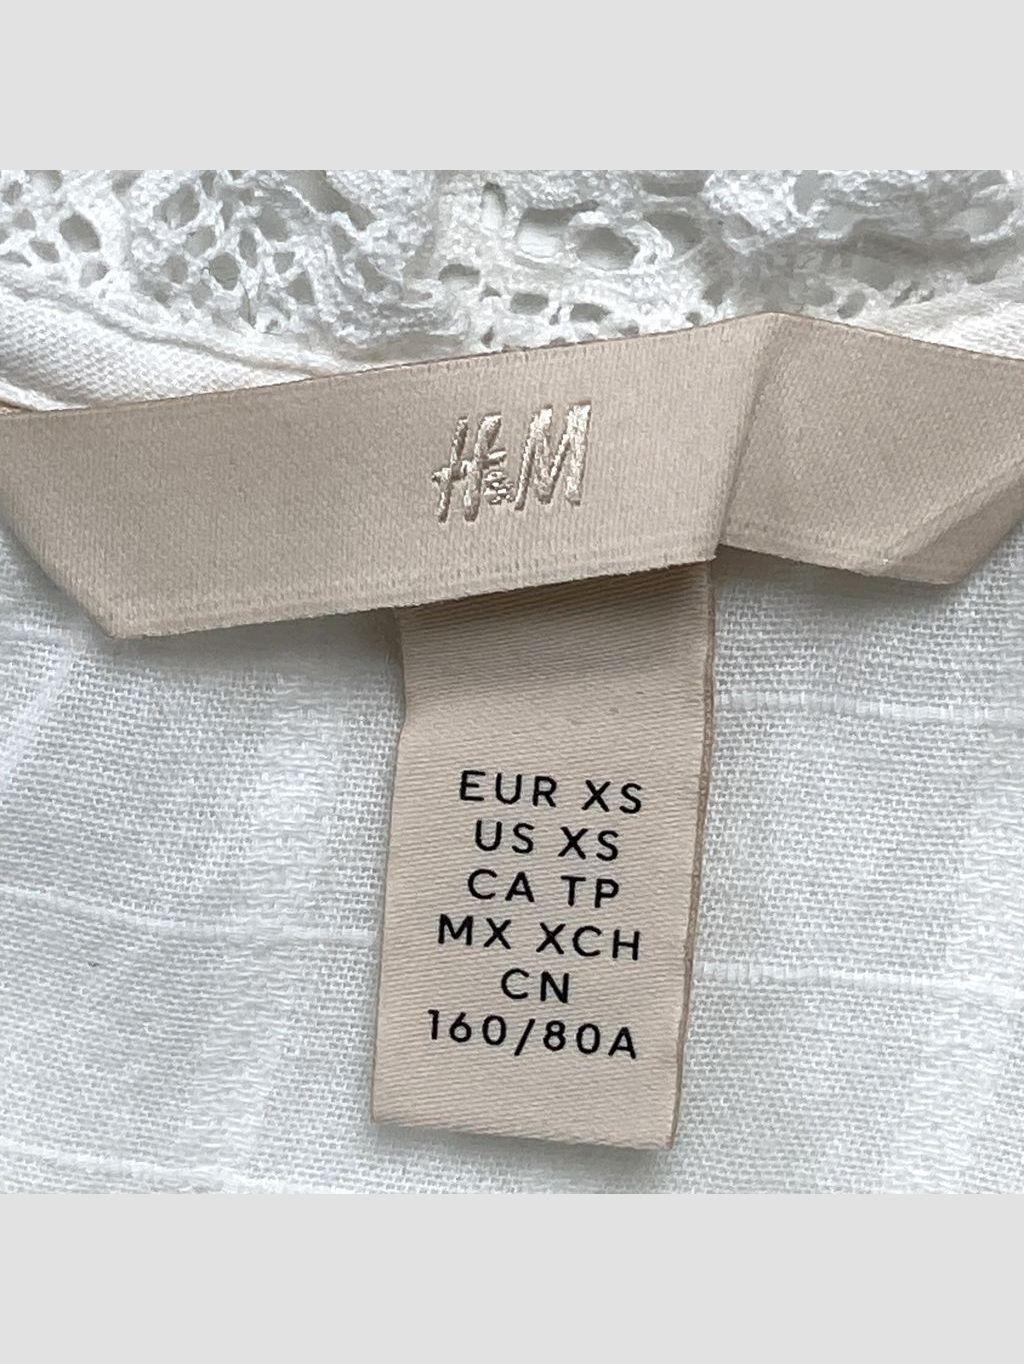 H&M
EUR XS
US XS
CA TP
MX XCH
CN
160/80A